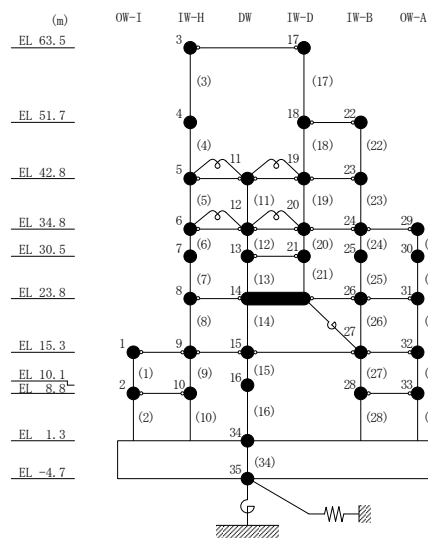 (m) OW-I IW-H DW IW-D IW-B OW-A
EL 63.5 3 17
(3) (17)
EL 51.7 4 18 22
(4) (18) (22)
EL 42.8 5 11 19 23
(5) (11) (19) (23)
EL 34.8 6 12 20 24 29
(6) (12) (20) (24)
EL 30.5 7 13 21 25 30
(7) (13) (21) (25)
EL 23.8 8 14 26 31
(8) (14) (26)
27
EL 15.3 1 9 15 32
(1) (9) (15) (27)
EL 10.1 16
EL 8.8 2 10 28 33
(2) (10) (16) (28)
EL 1.3 34
(34)
EL -4.7 35